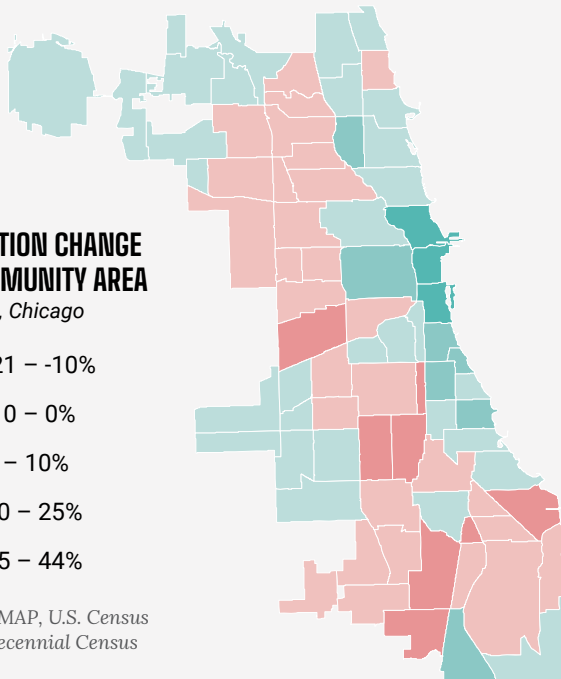 TION CHANGE
MUNITY AREA
, Chicago
21 – -10%
0 – 0%
– 10%
0 – 25%
5 – 44%
MAP, U.S. Census
ecennial Census